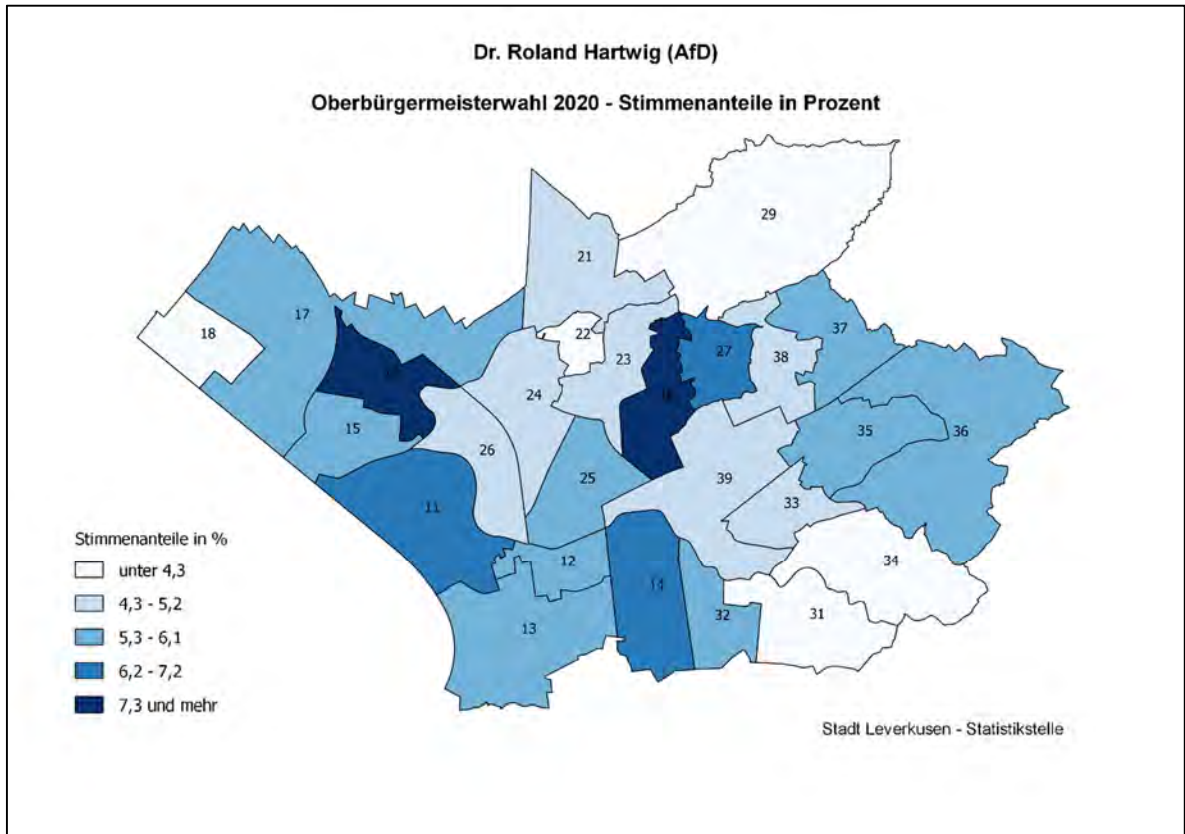 Dr. Roland Hartwig (AfD)
Oberbürgermeisterwahl 2020 - Stimmenanteile in Prozent
29
21
17
37
18
22
27
23
38
24
15
35
36
26
25
39
33
11
12
34
14
32
31
13
Stimmenanteile in %
unter 4,3
4,3 - 5,2
5,3 - 6,1
6,2 - 7,2
7,3 und mehr
Stadt Leverkusen - Statistikstelle